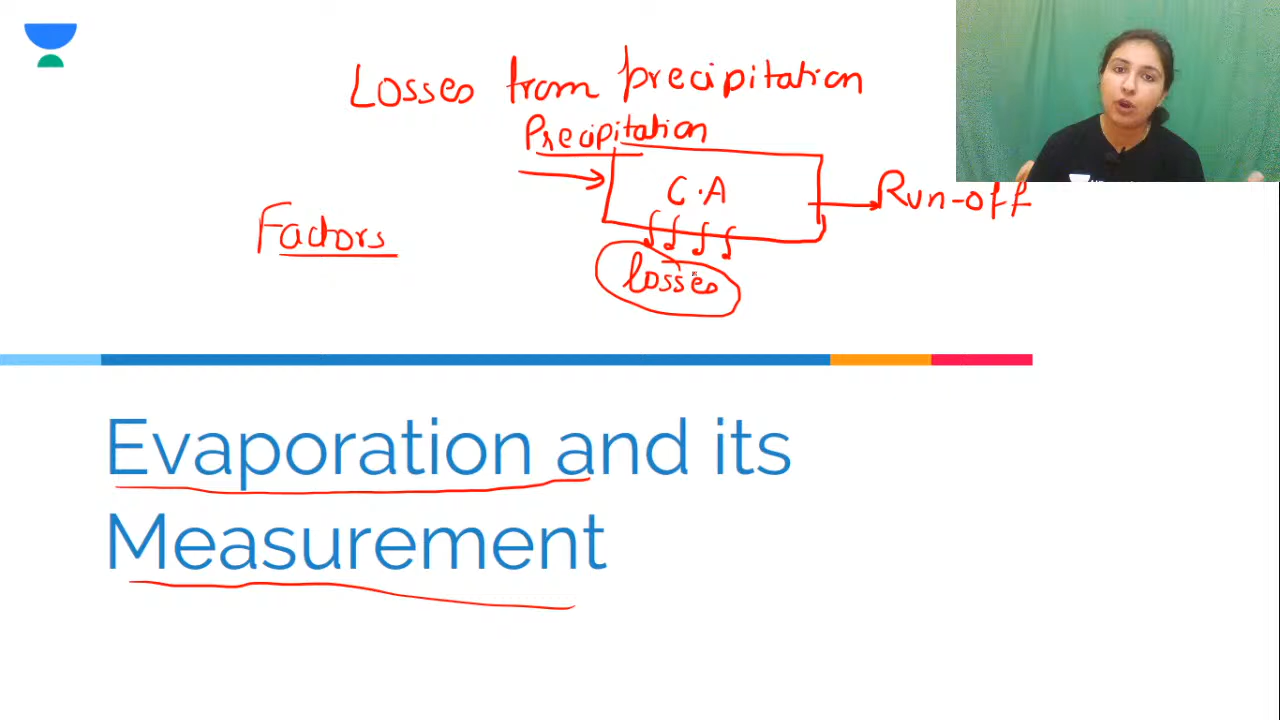 Losses from precipitation
Precipitation
C.A
Run-off
Factors
losses
Evaporation and its
Measurement